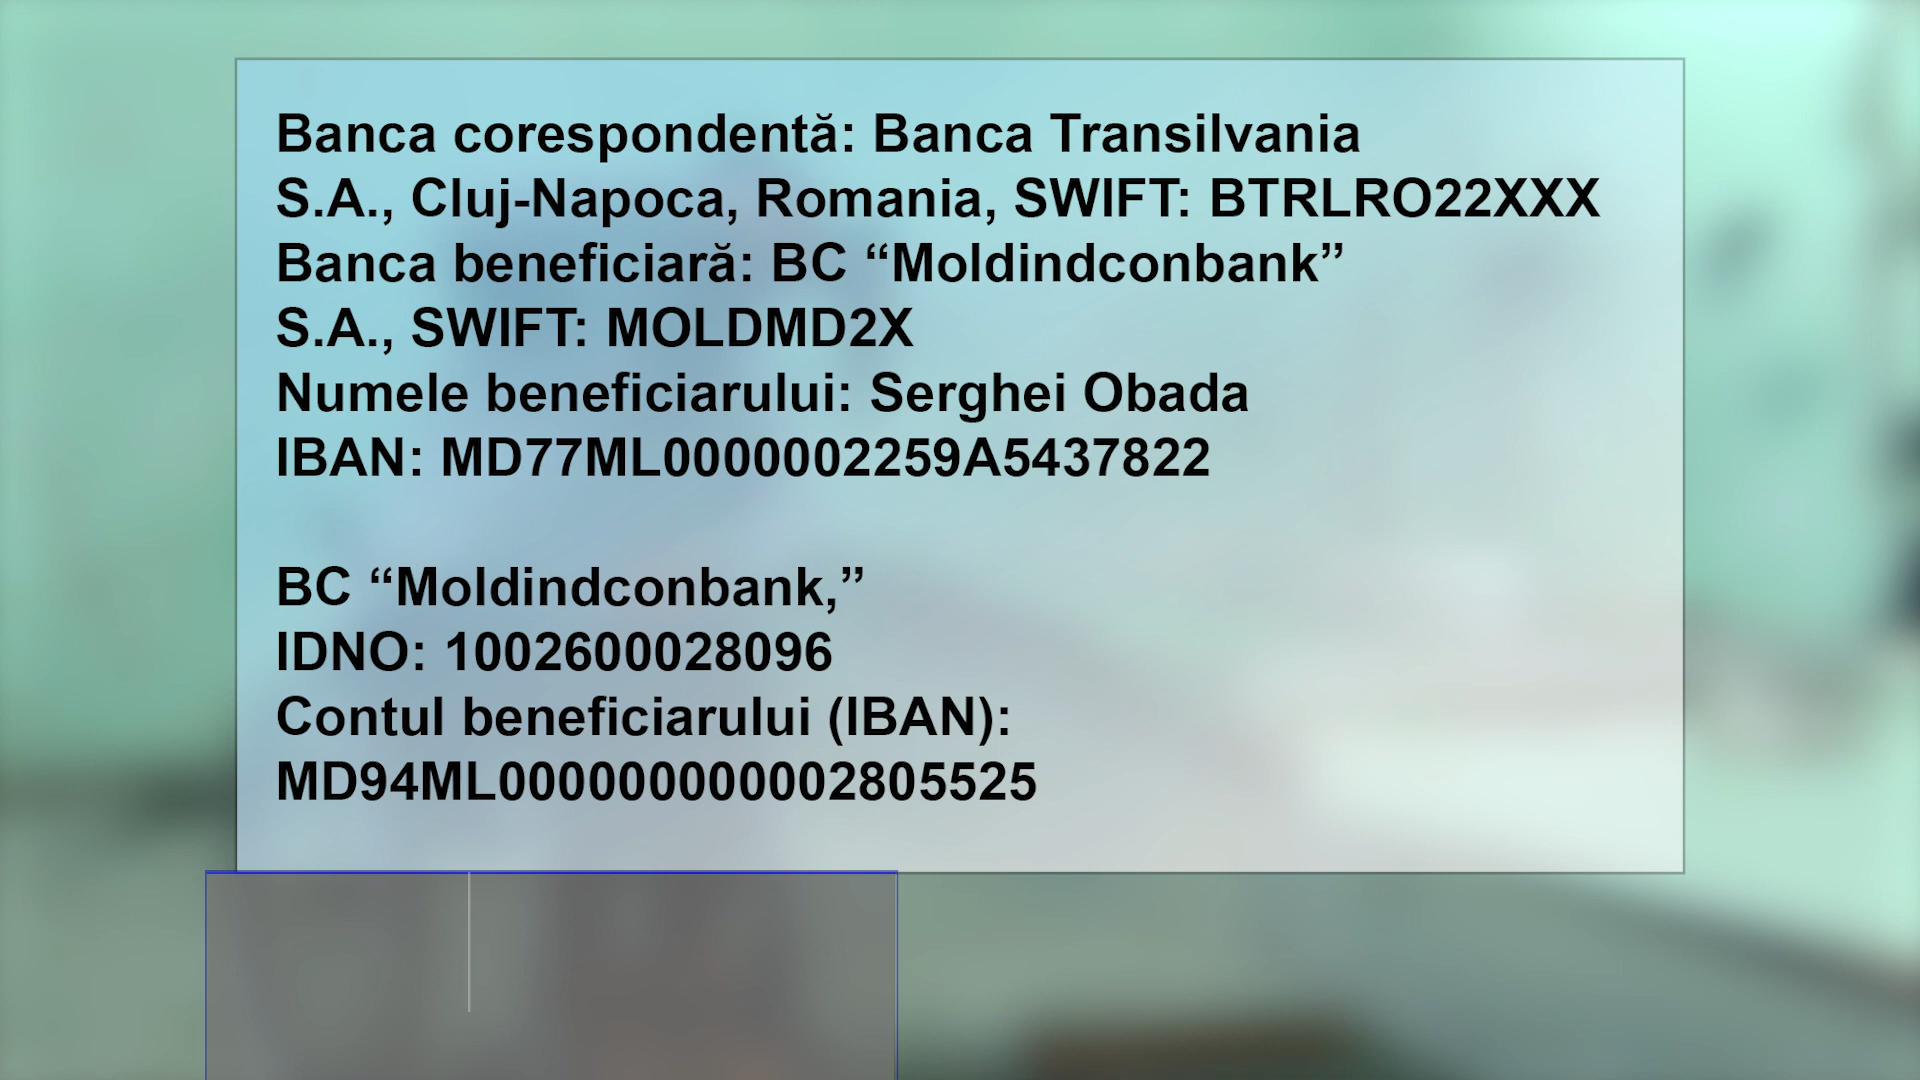 Banca corespondentă: Banca Transilvania
S.A., Cluj-Napoca, Romania, SWIFT: BTRLRO22XXX
Banca beneficiară: BC “Moldindconbank”
S.A., SWIFT: MOLDMD2X
Numele beneficiarului: Serghei Obada
IBAN: MD77ML0000002259A5437822
BC “Moldindconbank,”
IDNO: 1002600028096
Contul beneficiarului (IBAN):
MD94ML000000000002805525